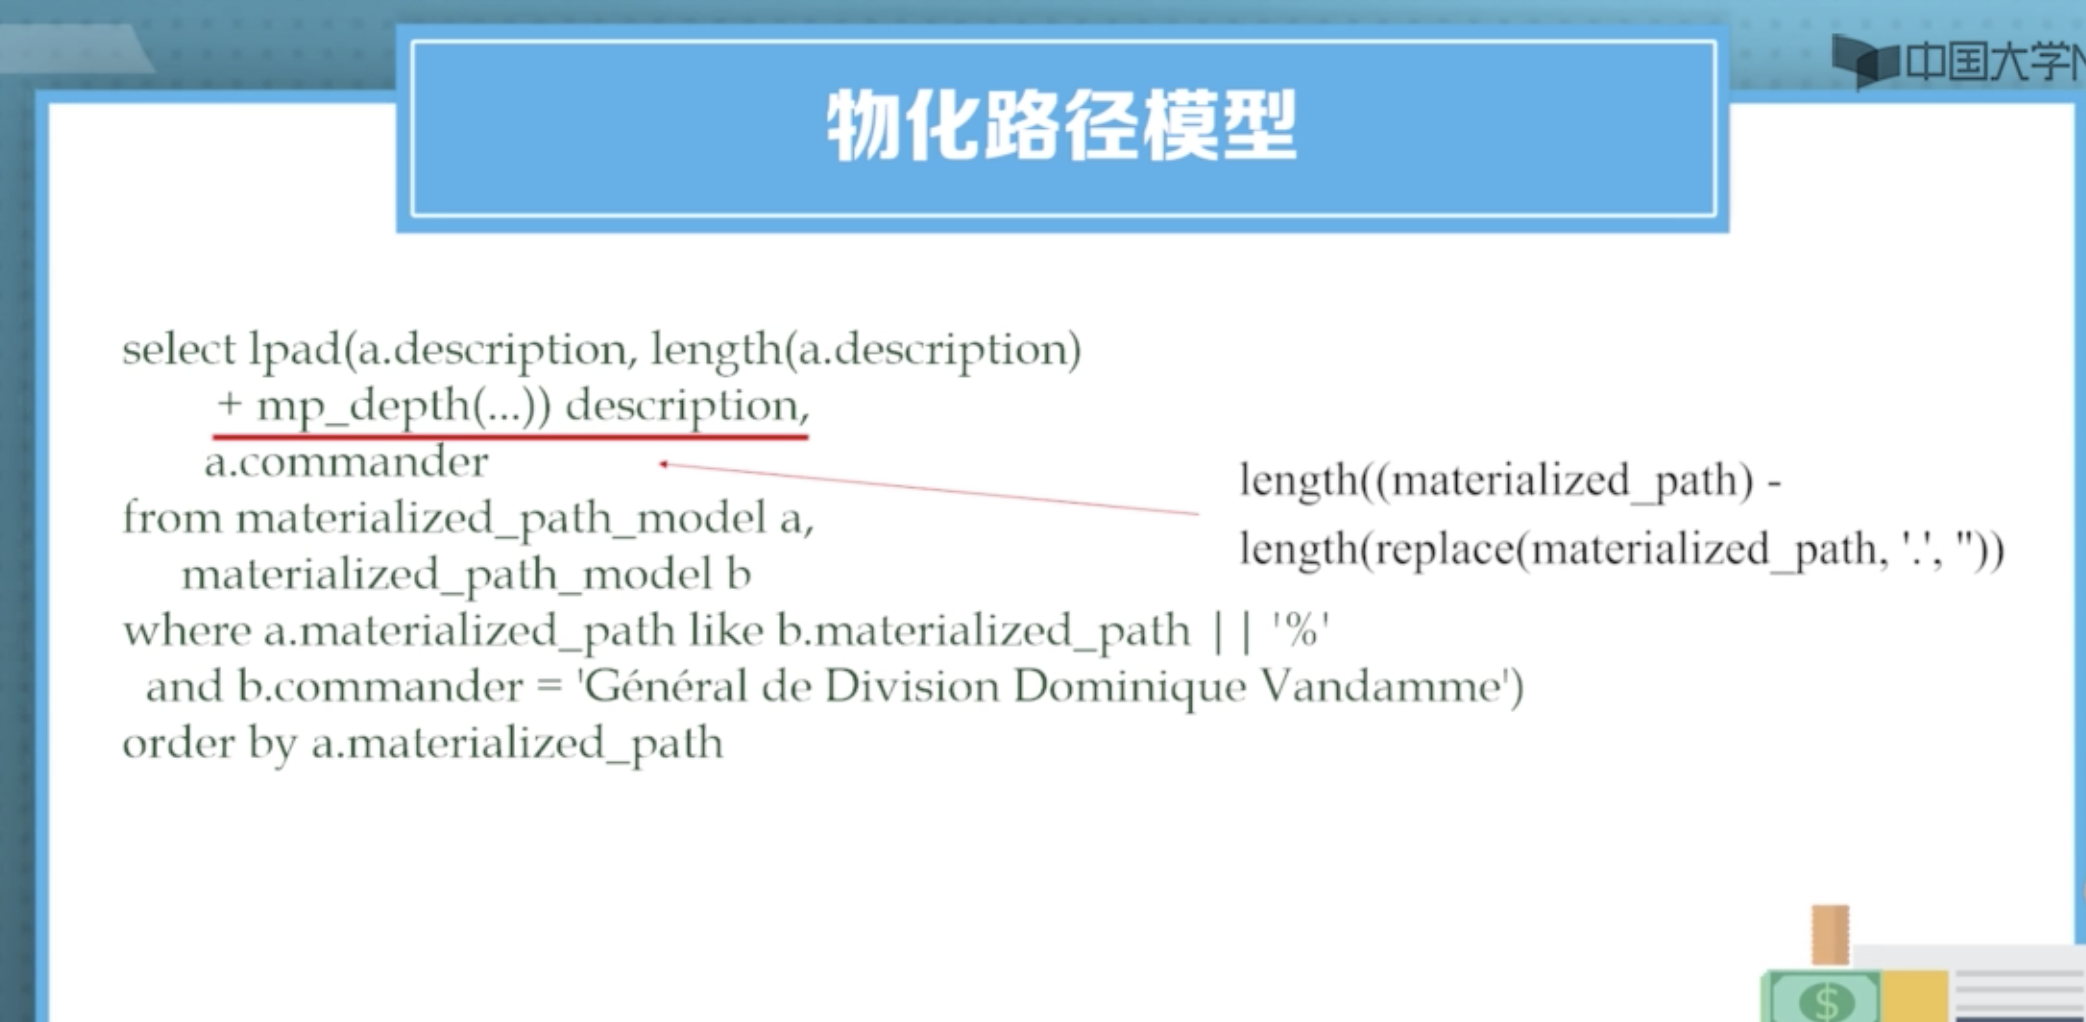 中国大学
物化路径模型
select lpad(a.description, length(a.description)
+ mp_depth(...)) description,
a.commander
from materialized_path_model a,
materialized_path_model b
where a.materialized_path like b.materialized_path || '%'
and b.commander = 'Général de Division Dominique Vandamme')
order by a.materialized_path
length((materialized_path) -
length(replace(materialized_path, '.', ''))
$